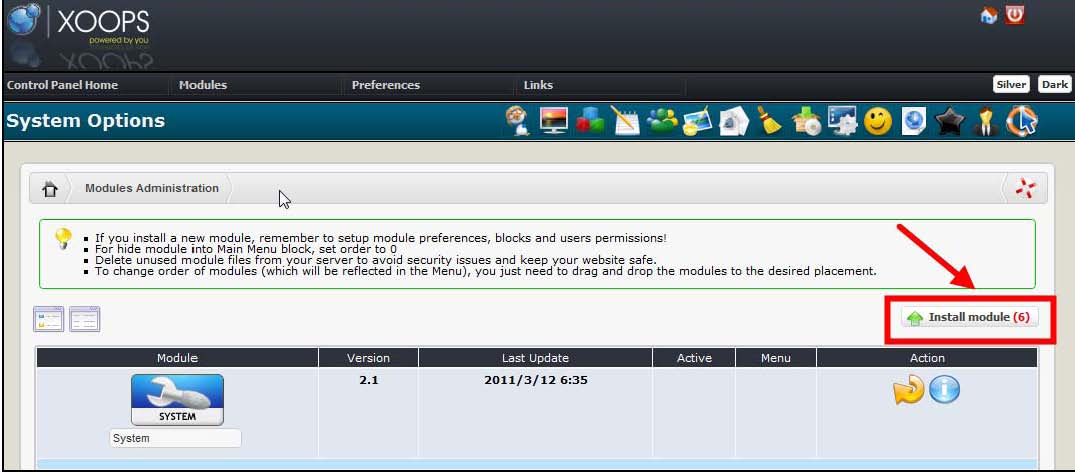 XOOPS
powered by you
Control Panel Home Modules Preferences Links Silver Dark
System Options
Modules Administration
If you install a new module, remember to setup module preferences, blocks and users permissions!
For hide module into Main Menu block, set order to 0
Delete unused module files from your server to avoid security issues and keep your website safe.
To change order of modules (which will be reflected in the Menu), you just need to drag and drop the modules to the desired placement.
Install module (6)
Module Version Last Update Active Menu Action
2.1 2011/3/12 6:35
SYSTEM
System